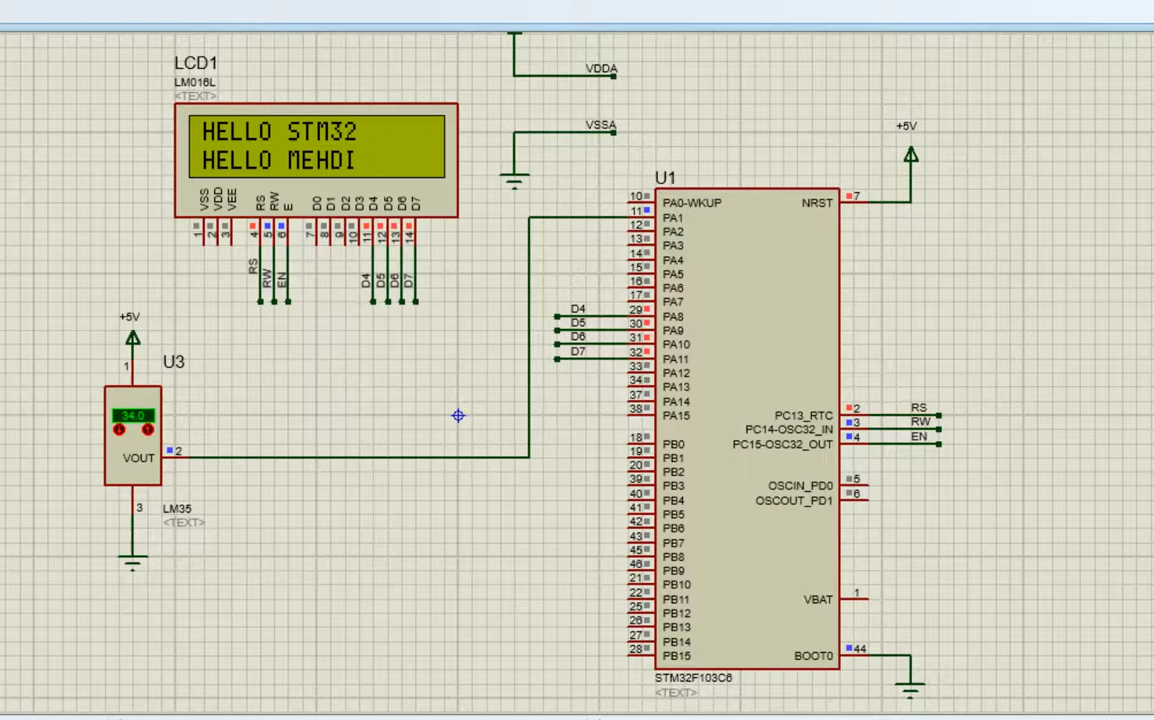 LCD1
LM016L
<TEXT>
HELLO STM32
HELLO MEHDI
VSS VDD VEE RS RW E D0 D1 D2 D3 D4 D5 D6 D7
1 2 3 4 5 6 7 8 9 10 11 12 13 14
RS RW EN D4 D5 D6 D7
VDDA
VSSA
+5V
U3
1
34.0
VOUT
2
3
LM35
<TEXT>
+5V
U1
10 PA0-WKUP
11 PA1
12 PA2
13 PA3
14 PA4
15 PA5
16 PA6
17 PA7
D4 29 PA8
D5 30 PA9
D6 31 PA10
D7 32 PA11
33 PA12
34 PA13
37 PA14
38 PA15
18 PB0
19 PB1
20 PB2
39 PB3
40 PB4
41 PB5
42 PB6
43 PB7
45 PB8
46 PB9
21 PB10
22 PB11
25 PB12
26 PB13
27 PB14
28 PB15
NRST 7
PC13_RTC 2 RS
PC14-OSC32_IN 3 RW
PC15-OSC32_OUT 4 EN
OSCIN_PD0 5
OSCOUT_PD1 6
VBAT 1
BOOT0 44
STM32F103C6
<TEXT>